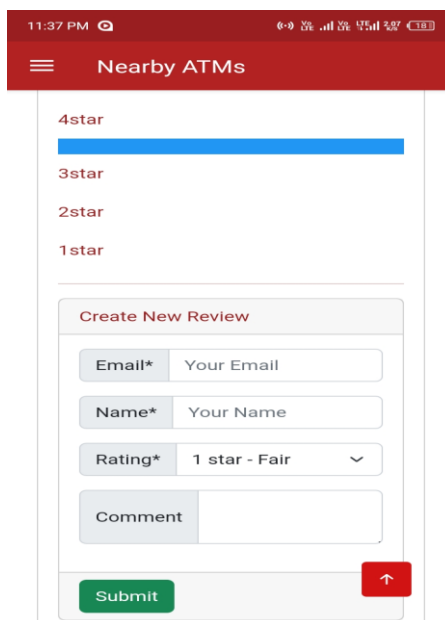 11:37 PM
Nearby ATMs
4star
3star
2star
1star
Create New Review
Email* Your Email
Name* Your Name
Rating* 1 star - Fair
Comment
Submit